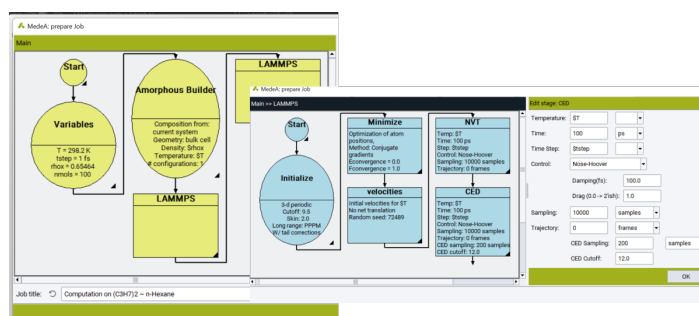 MedeA: prepare Job
Main
Start
Variables
T = 298.2 K
tstep = 1 fs
rhox = 0.65464
nmols = 100
Amorphous Builder
Composition from:
current system
Geometry: bulk cell
Density: $rhox
Temperature: $T
# configurations: 1
LAMMPS
LAMMPS
Job title:
Computation on (C3H7)2 ~ n-Hexane
MedeA: prepare Job
Main >> LAMMPS
Start
Initialize
3-d periodic
Cutoff: 9.5
Skin: 2.0
Long range: PPPM
W/ tail corrections
Minimize
Optimization of atom
positions,
Method: Conjugate
gradients
Econvergence = 0.0
Fconvergence = 1.0
velocities
Initial velocities for $T
No net translation
Random seed: 72489
NVT
Temp: $T
Time: 100 ps
Step: $tstep
Control: Nose-Hoover
Sampling: 10000 samples
Trajectory: 0 frames
CED
Temp: $T
Time: 100 ps
Step: $tstep
Control: Nose-Hoover
Sampling: 10000 samples
Trajectory: 0 frames
CED sampling: 200 samples
CED cutoff: 12.0
Edit stage: CED
Temperature: $T
Time: 100 ps
Time Step: $tstep
Control: Nose-Hoover
Damping(fs): 100.0
Drag (0.0 -> 2'ish): 1.0
Sampling: 10000 samples
Trajectory: 0 frames
CED Sampling: 200 samples
CED Cutoff: 12.0
OK